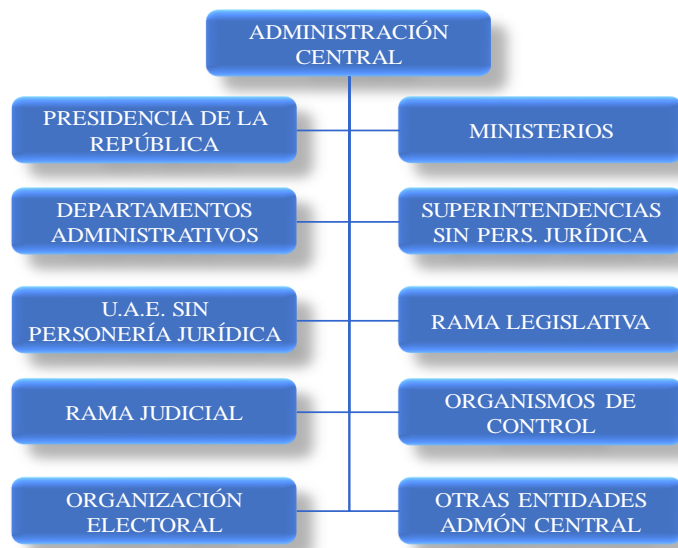 ADMINISTRACIÓN
CENTRAL
PRESIDENCIA DE LA
REPÚBLICA
MINISTERIOS
DEPARTAMENTOS
ADMINISTRATIVOS
SUPERINTENDENCIAS
SIN PERS. JURÍDICA
U.A.E. SIN
PERSONERÍA JURÍDICA
RAMA LEGISLATIVA
RAMA JUDICIAL
ORGANISMOS DE
CONTROL
ORGANIZACIÓN
ELECTORAL
OTRAS ENTIDADES
ADMÓN CENTRAL